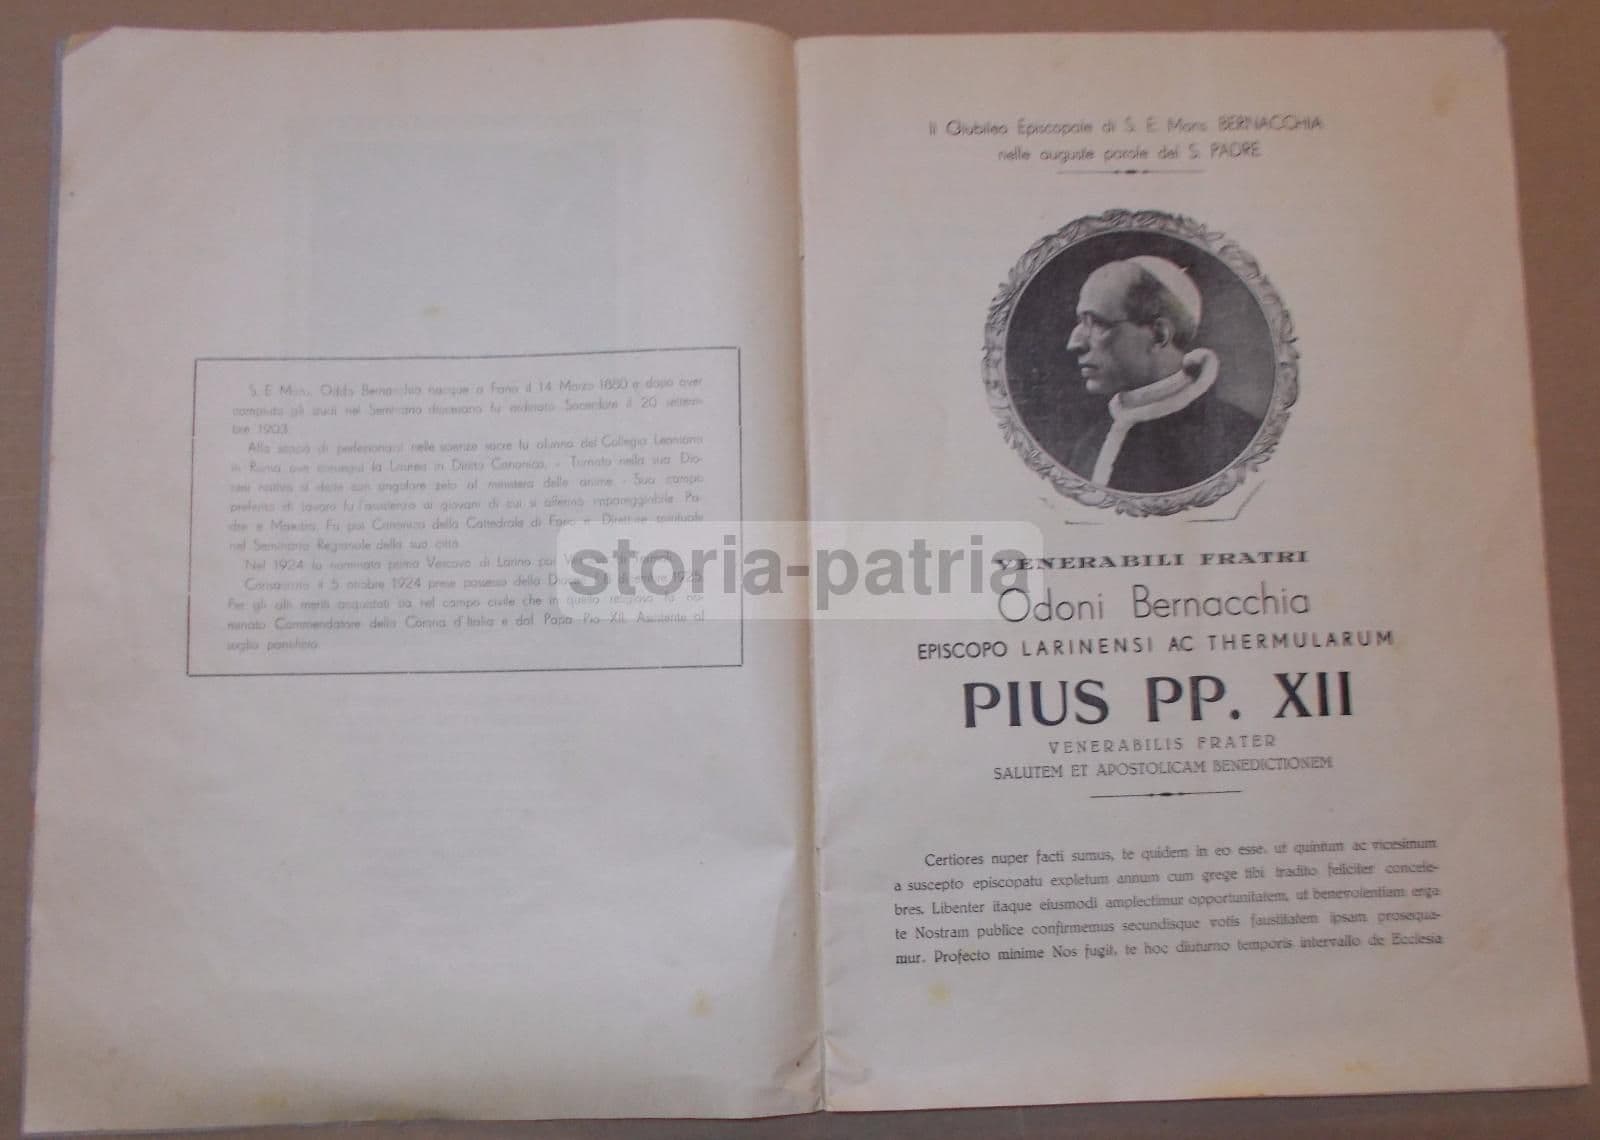 S. E. Mons. Oddo Bernacchia nacque a Fano il 14 Marzo 1880 e dopo aver
compiuto gli studi nel Seminario diocesano fu ordinato Sacerdote il 20 settem-
bre 1903.
Allo scopo di perfezionarsi nelle scienze sacre fu alunno del Collegio Leoniano
in Roma ove conseguì la Laurea in Diritto Canonico. - Tornato nella sua Dio-
cesi nativa si diede con singolare zelo al ministero delle anime - Suo campo
preferito di lavoro fu l'assistenza ai giovani di cui si affermò impareggiabile Pa-
dre e Maestro. Fu poi Canonico della Cattedrale di Fano e Direttore spirituale
nel Seminario Regionale della sua città.
Nel 1924 fu nominato primo Vescovo di Larino poi
Consacrato il 5 ottobre 1924 prese possesso della 1925
Per gli alti meriti acquistati sia nel campo civile che in quello religioso fu no-
minato Commendatore della Corona d'Italia e dal Papa Pio XII Assistente al
soglio pontificio.
Il Giubileo Episcopale di S. E. Mons. BERNACCHIA
nelle auguste parole del S. PADRE
VENERABILI FRATRI
Odoni Bernacchia
EPISCOPO LARINENSI AC THERMULARUM
PIUS PP. XII
VENERABILIS FRATER
SALUTEM ET APOSTOLICAM BENEDICTIONEM
Certiores nuper facti sumus, te quidem in eo esse, ut quintum ac vicesimum
a suscepto episcopatu expletum annum cum grege tibi tradito feliciter concele-
bres. Libenter itaque eiusmodi amplectimur opportunitatem, ut benevolentiam erga
te Nostram publice confirmemus secundisque votis faustitatem ipsam prosequa-
mur. Profecto minime Nos fugit, te hoc diuturno temporis intervallo de Ecclesia
storia-patria